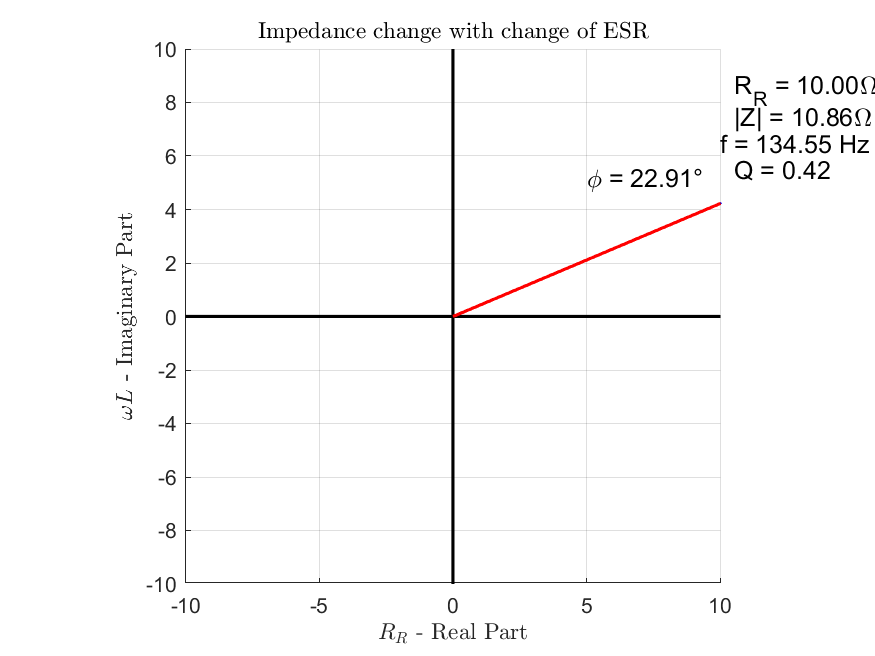 Impedance change with change of ESR
R_R = 10.00Ω
|Z| = 10.86Ω
f = 134.55 Hz
Q = 0.42
ϕ = 22.91°
10
8
6
4
2
0
-2
-4
-6
-8
-10
ωL - Imaginary Part
-10 -5 0 5 10
R_R - Real Part